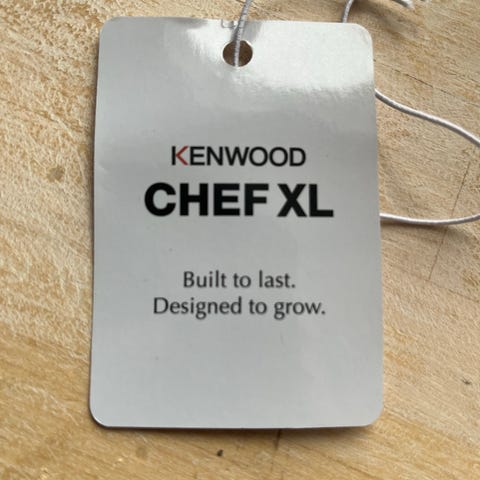 KENWOOD
CHEF XL
Built to last.
Designed to grow.